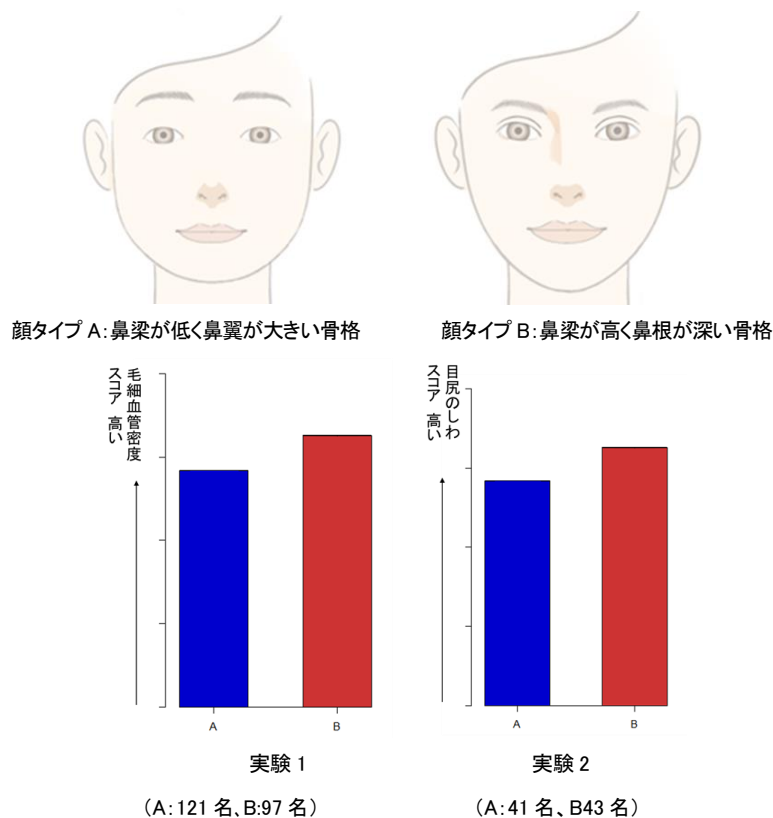 顔タイプ A:鼻梁が低く鼻翼が大きい骨格
顔タイプ B:鼻梁が高く鼻根が深い骨格
毛細血管密度
スコア 高い
A
B
目尻のしわ
スコア 高い
A
B
実験 1
実験 2
(A:121 名、B:97 名)
(A:41 名、B43 名)